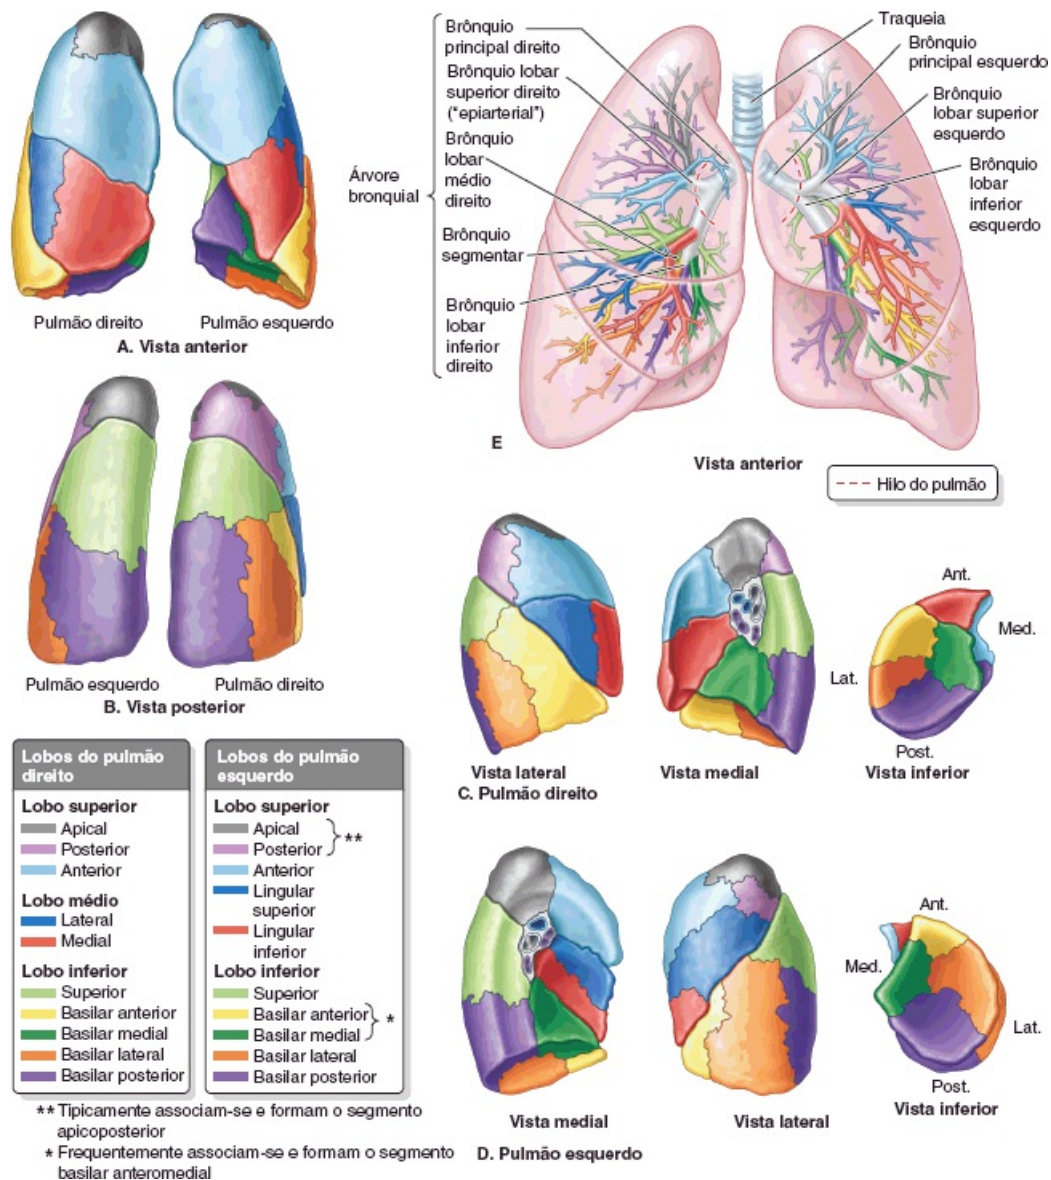 Pulmão direito
Pulmão esquerdo
A. Vista anterior
Árvore
bronquial
Brônquio
principal direito
Brônquio lobar
superior direito
("epiarterial")
Brônquio
lobar
médio
direito
Brônquio
segmentar
Brônquio
lobar
inferior
direito
Traqueia
Brônquio
principal esquerdo
Brônquio
lobar superior
esquerdo
Brônquio
lobar
inferior
esquerdo
E
Vista anterior
Hilo do pulmão
Pulmão esquerdo
Pulmão direito
B. Vista posterior
Vista lateral
Vista medial
Ant.
Med.
Lat.
Post.
Vista inferior
C. Pulmão direito
Lobos do pulmão
direito
Lobo superior
Apical
Posterior
Anterior
Lobo médio
Lateral
Medial
Lobo inferior
Superior
Basilar anterior
Basilar medial
Basilar lateral
Basilar posterior
Lobos do pulmão
esquerdo
Lobo superior
Apical
Posterior
**
Anterior
Lingular
superior
Lingular
inferior
Lobo inferior
Superior
Basilar anterior
Basilar medial
*
Basilar lateral
Basilar posterior
** Tipicamente associam-se e formam o segmento
apicoposterior
* Frequentemente associam-se e formam o segmento
basilar anteromedial
Vista medial
Vista lateral
Ant.
Med.
Lat.
Post.
Vista inferior
D. Pulmão esquerdo